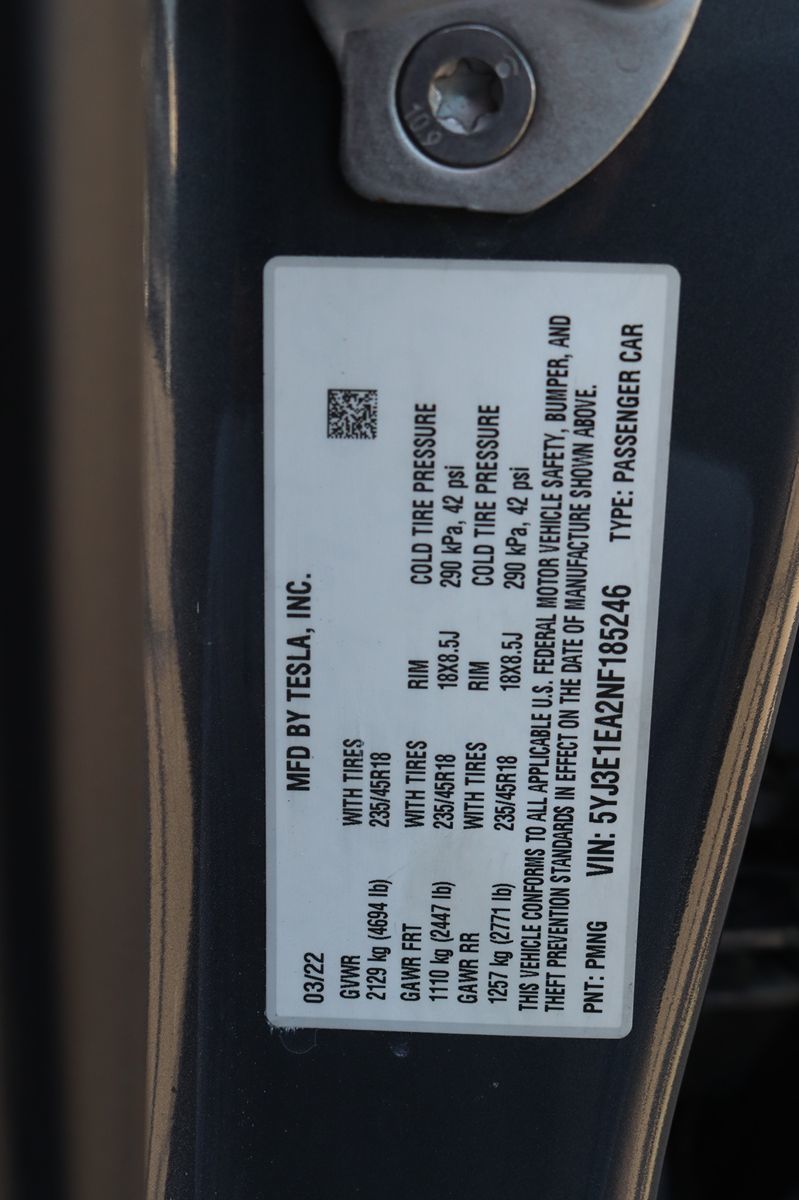 10.9
03/22
MFD BY TESLA, INC.
GVWR
WITH TIRES
2129 kg (4694 lb)
235/45R18
GAWR FRT
WITH TIRES
RIM
COLD TIRE PRESSURE
1110 kg (2447 lb)
235/45R18
18X8.5J
290 kPa, 42 psi
GAWR RR
WITH TIRES
RIM
COLD TIRE PRESSURE
1257 kg (2771 lb)
235/45R18
18X8.5J
290 kPa, 42 psi
THIS VEHICLE CONFORMS TO ALL APPLICABLE U.S. FEDERAL MOTOR VEHICLE SAFETY, BUMPER, AND
THEFT PREVENTION STANDARDS IN EFFECT ON THE DATE OF MANUFACTURE SHOWN ABOVE.
PNT: PMNG
VIN: 5YJ3E1EA2NF185246
TYPE: PASSENGER CAR